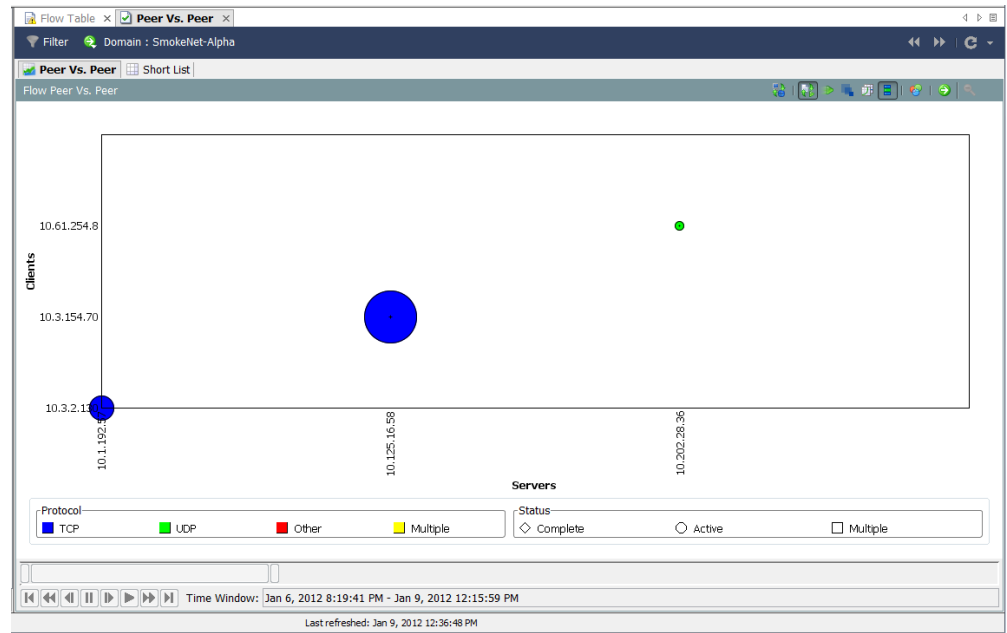 Flow Table
Peer Vs. Peer
Filter
Domain : SmokeNet-Alpha
Peer Vs. Peer
Short List
Flow Peer Vs. Peer
10.61.254.8
Clients
10.3.154.70
10.125.16.58
10.202.28.36
Servers
Protocol
TCP
UDP
Other
Multiple
Status
Complete
Active
Multiple
Time Window: Jan 6, 2012 8:19:41 PM - Jan 9, 2012 12:15:59 PM
Last refreshed: Jan 9, 2012 12:36:48 PM